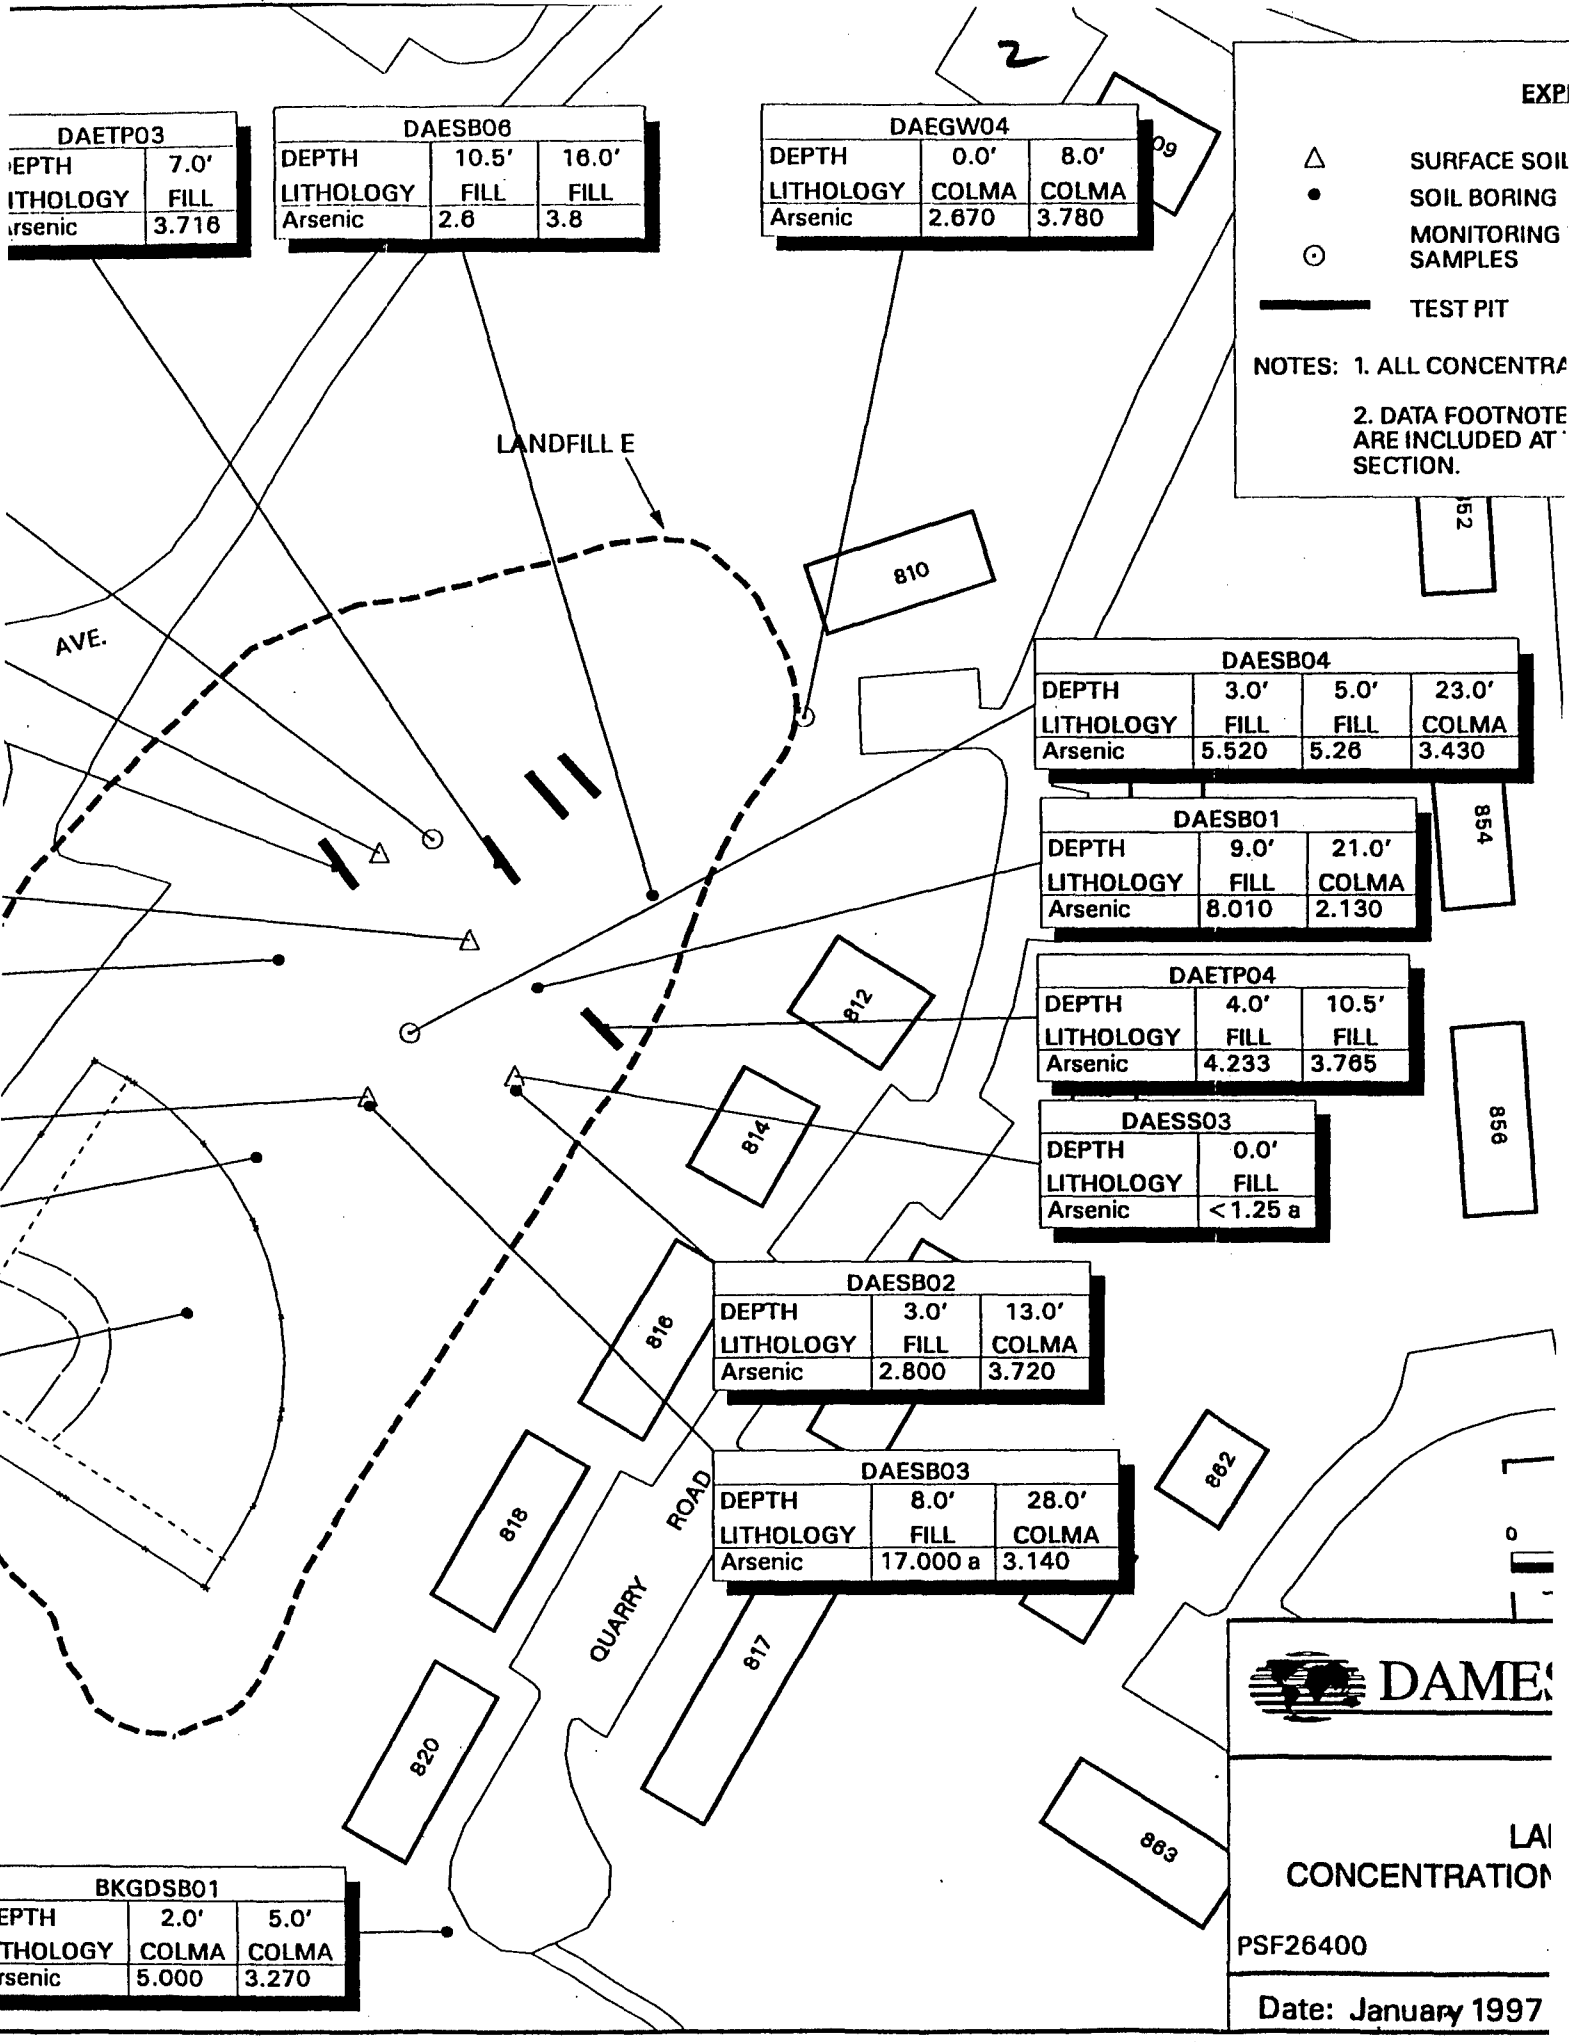 2
DAETP03
EPTH 7.0'
ITHOLOGY FILL
Arsenic 3.716
DAESB06
DEPTH 10.5' 16.0'
LITHOLOGY FILL FILL
Arsenic 2.6 3.8
DAEGW04
DEPTH 0.0' 8.0'
LITHOLOGY COLMA COLMA
Arsenic 2.670 3.780
09
EXP
SURFACE SOIL
SOIL BORING
MONITORING
SAMPLES
TEST PIT
NOTES: 1. ALL CONCENTRA
2. DATA FOOTNOTE
ARE INCLUDED AT
SECTION.
LANDFILL E
52
810
AVE.
DAESB04
DEPTH 3.0' 5.0' 23.0'
LITHOLOGY FILL FILL COLMA
Arsenic 5.520 5.26 3.430
DAESB01
DEPTH 9.0' 21.0'
LITHOLOGY FILL COLMA
Arsenic 8.010 2.130
854
DAETP04
DEPTH 4.0' 10.5'
LITHOLOGY FILL FILL
Arsenic 4.233 3.765
812
856
814
DAESS03
DEPTH 0.0'
LITHOLOGY FILL
Arsenic <1.25 a
DAESB02
DEPTH 3.0' 13.0'
LITHOLOGY FILL COLMA
Arsenic 2.800 3.720
816
DAESB03
DEPTH 8.0' 28.0'
LITHOLOGY FILL COLMA
Arsenic 17.000 a 3.140
862
818
QUARRY ROAD
0
817
820
863
DAMES
LA
CONCENTRATION
PSF26400
Date: January 1997
BKGDSB01
EPTH 2.0' 5.0'
THOLOGY COLMA COLMA
rsenic 5.000 3.270